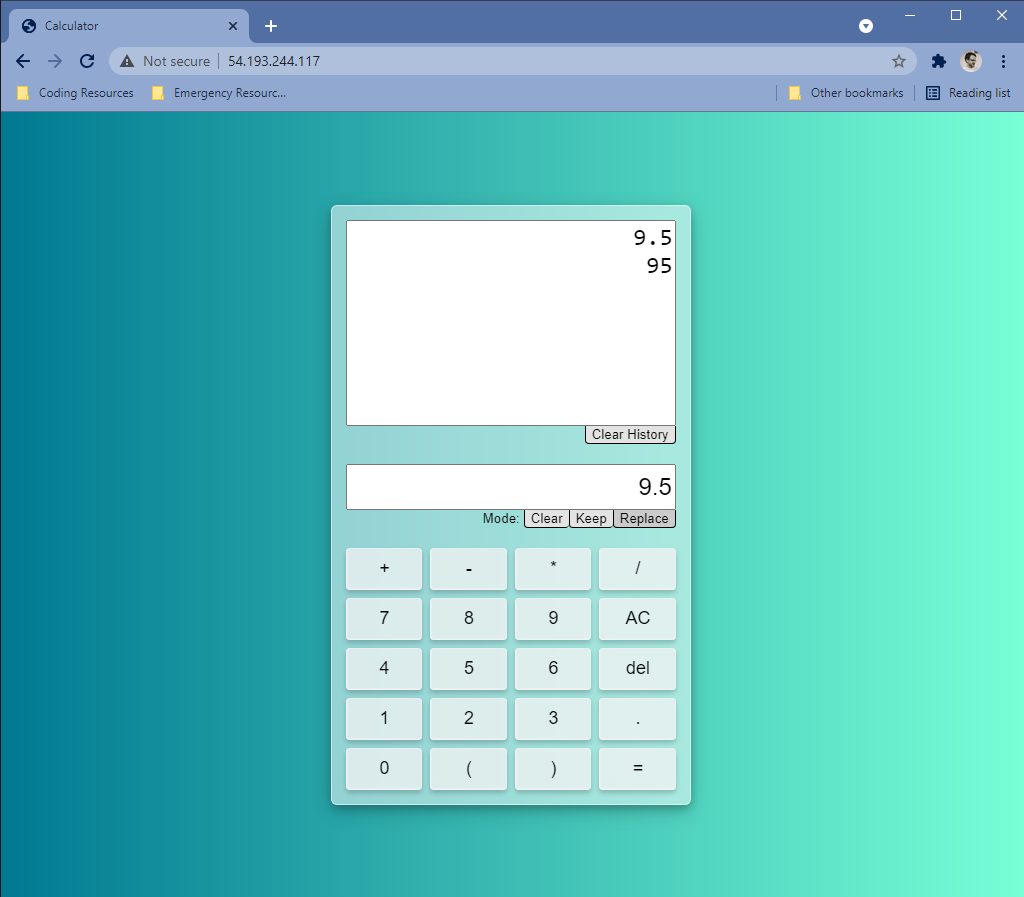 Calculator
Not secure 54.193.244.117
Coding Resources Emergency Resourc... Other bookmarks Reading list
9.5
95
Clear History
9.5
Mode: Clear Keep Replace
+ - * /
7 8 9 AC
4 5 6 del
1 2 3 .
0 ( ) =